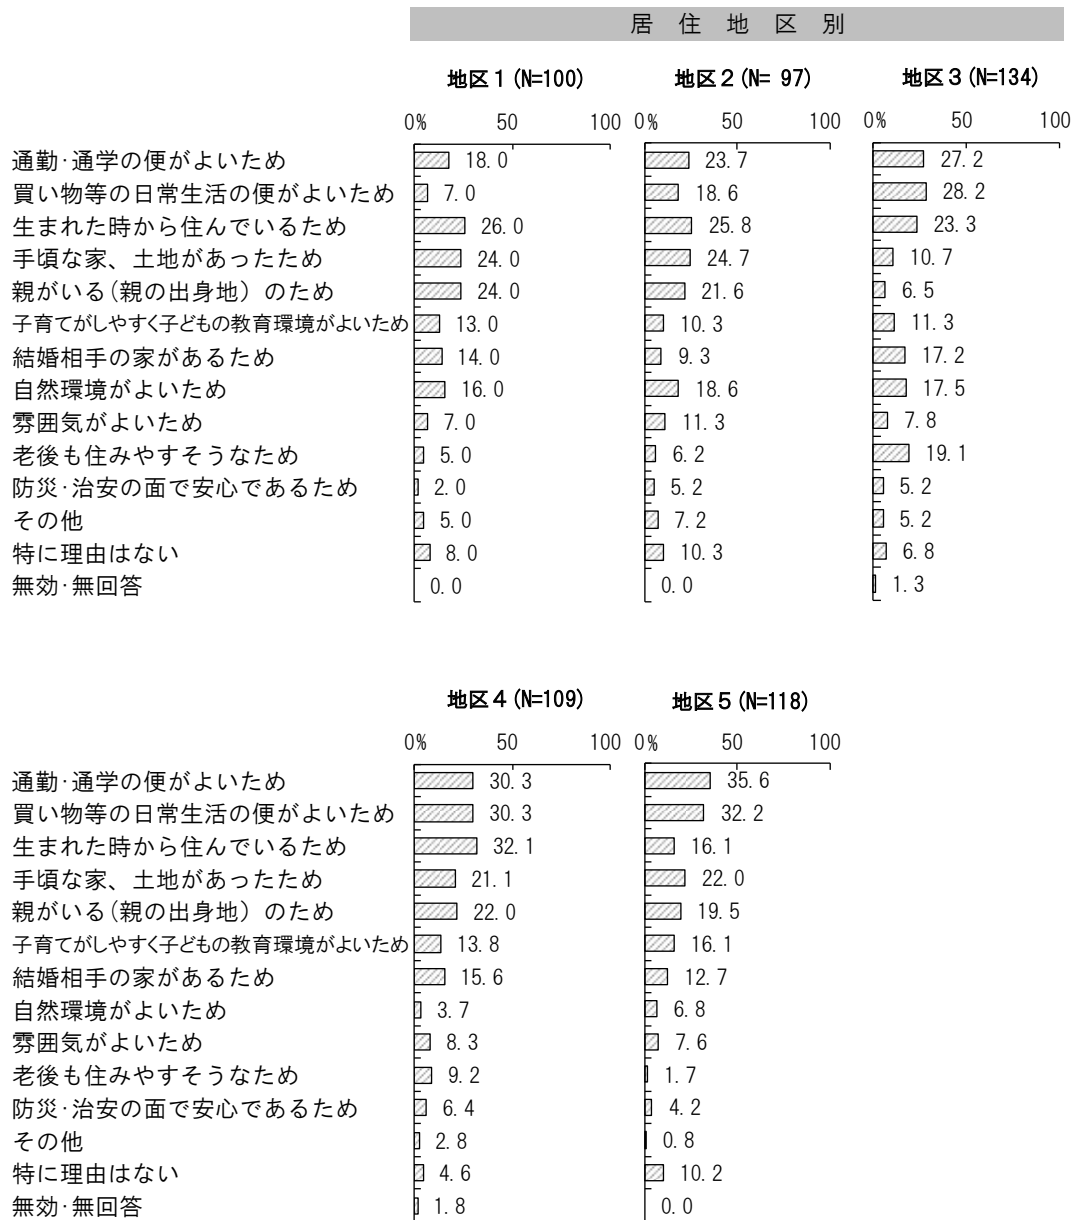 居 住 地 区 別
地区1(N=100) 地区2(N= 97) 地区3(N=134)
0% 50 100 0% 50 100 0% 50 100
通勤・通学の便がよいため 18.0 23.7 27.2
買い物等の日常生活の便がよいため 7.0 18.6 28.2
生まれた時から住んでいるため 26.0 25.8 23.3
手頃な家、土地があったため 24.0 24.7 10.7
親がいる(親の出身地)のため 24.0 21.6 6.5
子育てがしやすく子どもの教育環境がよいため 13.0 10.3 11.3
結婚相手の家があるため 14.0 9.3 17.2
自然環境がよいため 16.0 18.6 17.5
雰囲気がよいため 7.0 11.3 7.8
老後も住みやすそうなため 5.0 6.2 19.1
防災・治安の面で安心であるため 2.0 5.2 5.2
その他 5.0 7.2 5.2
特に理由はない 8.0 10.3 6.8
無効・無回答 0.0 0.0 1.3
地区4(N=109) 地区5(N=118)
0% 50 100 0% 50 100
通勤・通学の便がよいため 30.3 35.6
買い物等の日常生活の便がよいため 30.3 32.2
生まれた時から住んでいるため 32.1 16.1
手頃な家、土地があったため 21.1 22.0
親がいる(親の出身地)のため 22.0 19.5
子育てがしやすく子どもの教育環境がよいため 13.8 16.1
結婚相手の家があるため 15.6 12.7
自然環境がよいため 3.7 6.8
雰囲気がよいため 8.3 7.6
老後も住みやすそうなため 9.2 1.7
防災・治安の面で安心であるため 6.4 4.2
その他 2.8 0.8
特に理由はない 4.6 10.2
無効・無回答 1.8 0.0